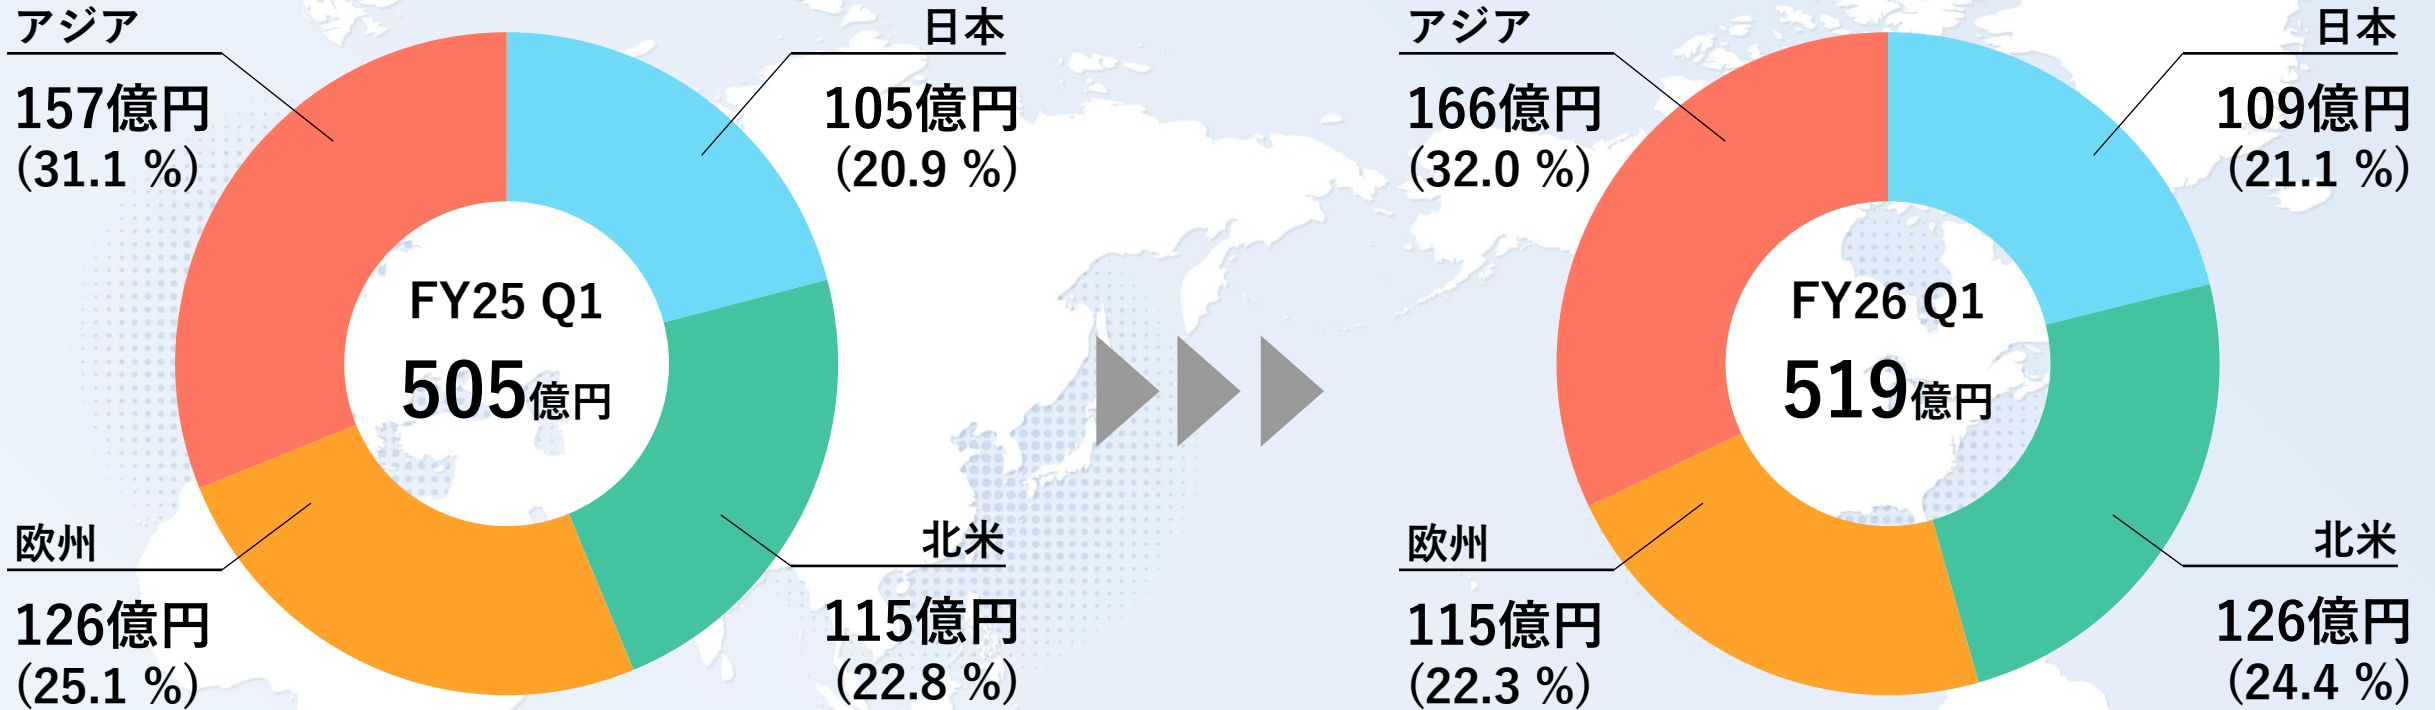 アジア
157億円
(31.1 %)
日本
105億円
(20.9 %)
FY25 Q1
505億円
欧州
126億円
(25.1 %)
北米
115億円
(22.8 %)
アジア
166億円
(32.0 %)
日本
109億円
(21.1 %)
FY26 Q1
519億円
欧州
115億円
(22.3 %)
北米
126億円
(24.4 %)